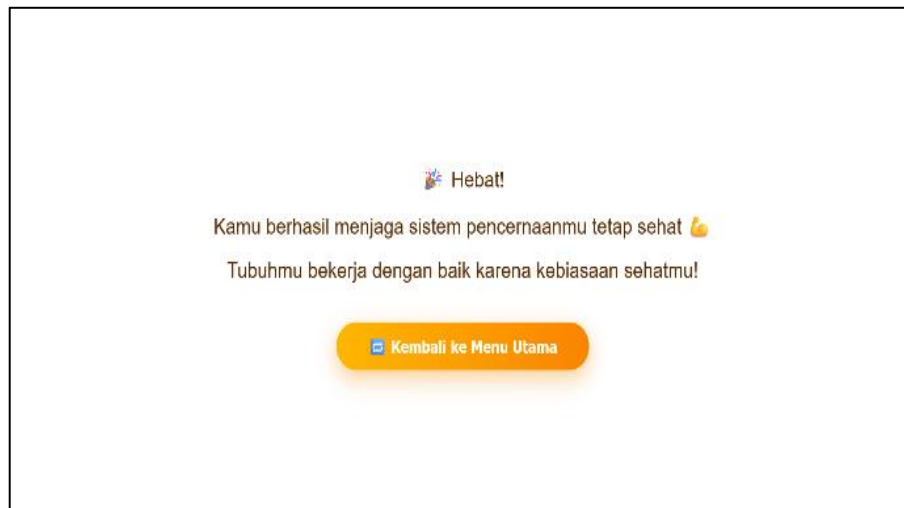 🎉 Hebat!
Kamu berhasil menjaga sistem pencernaanmu tetap sehat 💪
Tubuhmu bekerja dengan baik karena kebiasaan sehatmu!
🔁 Kembali ke Menu Utama